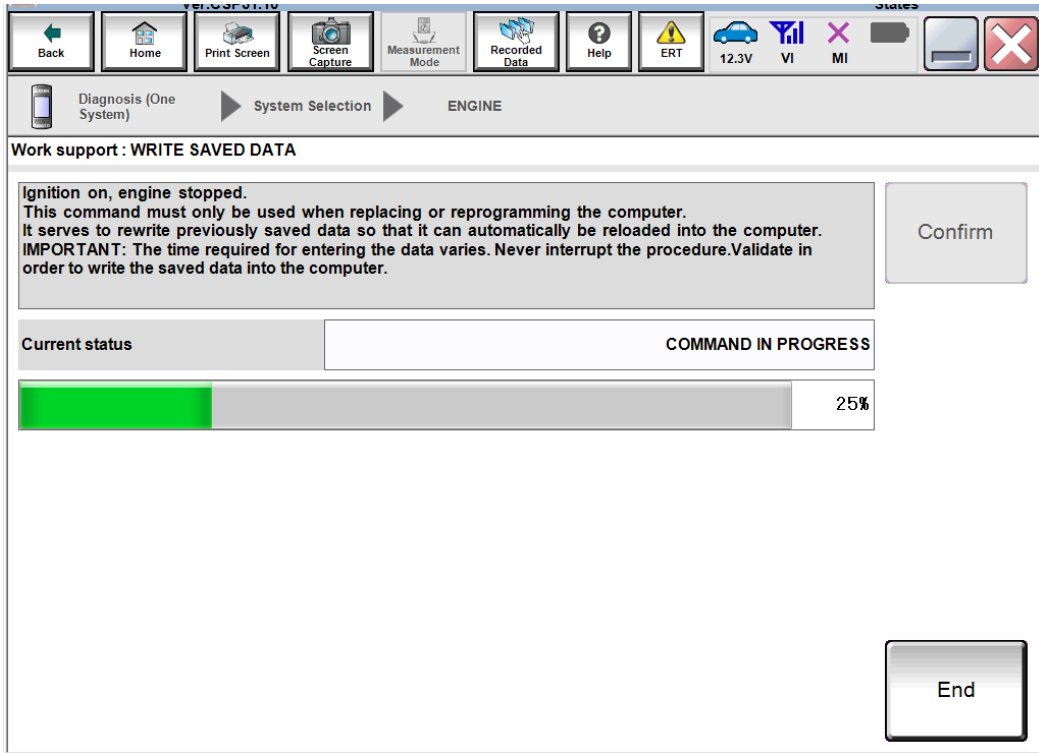 Back
Home
Print Screen
Screen
Capture
Measurement
Mode
Recorded
Data
Help
ERT
12.3V
VI
MI
States
Diagnosis (One
System)
System Selection
ENGINE
Work support : WRITE SAVED DATA
Ignition on, engine stopped.
This command must only be used when replacing or reprogramming the computer.
It serves to rewrite previously saved data so that it can automatically be reloaded into the computer.
IMPORTANT: The time required for entering the data varies. Never interrupt the procedure.Validate in
order to write the saved data into the computer.
Confirm
Current status
COMMAND IN PROGRESS
25%
End